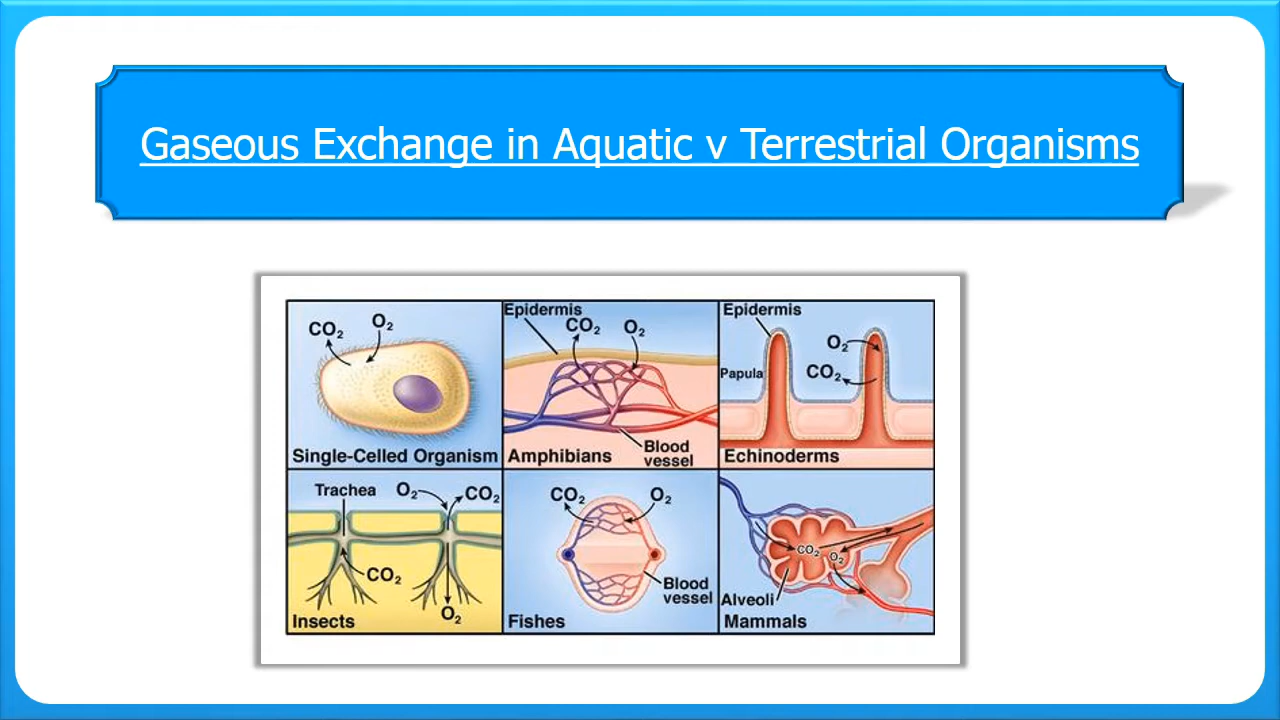 Gaseous Exchange in Aquatic v Terrestrial Organisms
CO₂
O₂
Single-Celled Organism
Epidermis
CO₂ O₂
Blood
vessel
Amphibians
Epidermis
O₂
Papula
CO₂
Echinoderms
Trachea
O₂
CO₂
CO₂
O₂
Insects
CO₂
O₂
Blood
vessel
Fishes
CO₂
O₂
Alveoli
Mammals